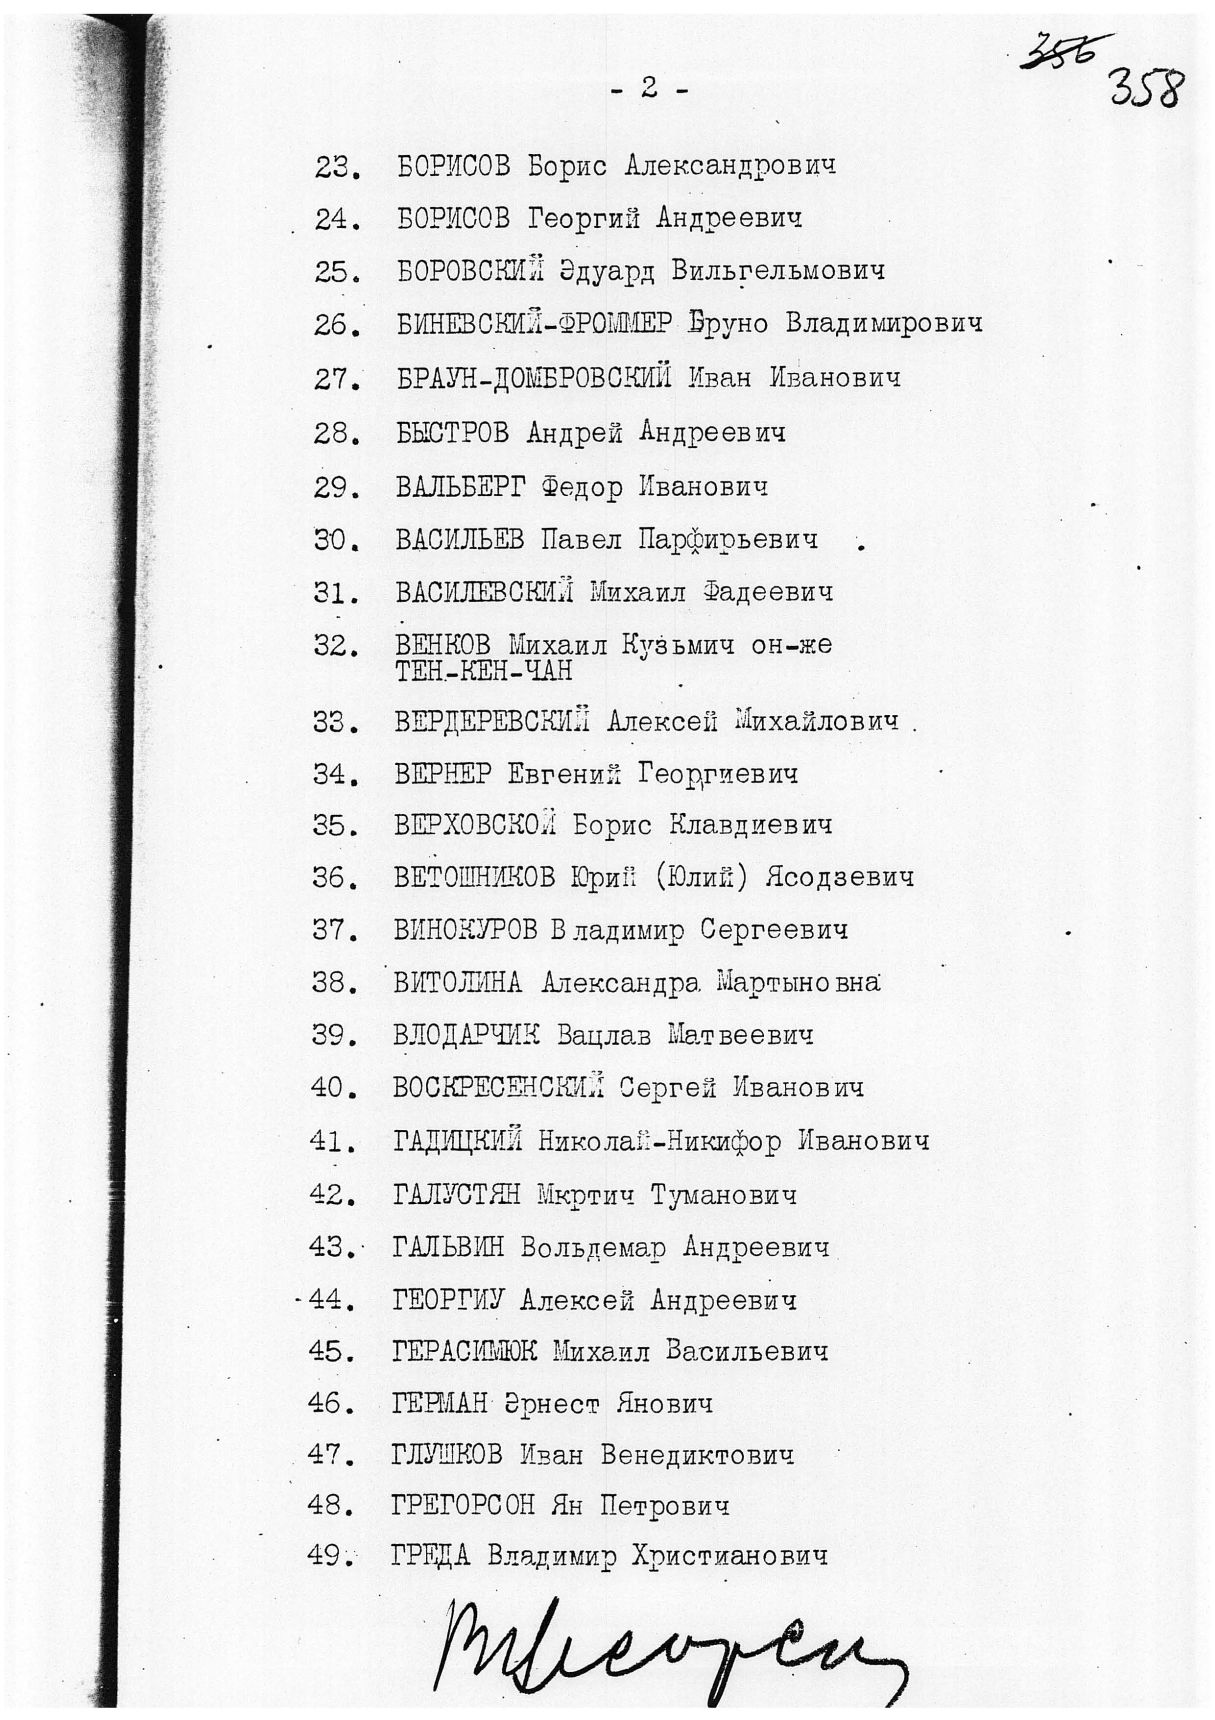 356
358
- 2 -
23. БОРИСОВ Борис Александрович
24. БОРИСОВ Георгий Андреевич
25. БОРОВСКИЙ Эдуард Вильгельмович
26. БИНЕВСКИЙ-ФРОММЕР Бруно Владимирович
27. БРАУН-ДОМБРОВСКИЙ Иван Иванович
28. БЫСТРОВ Андрей Андреевич
29. ВАЛЬБЕРГ Федор Иванович
30. ВАСИЛЬЕВ Павел Парфирьевич
31. ВАСИЛЕВСКИЙ Михаил Фадеевич
32. ВЕНКОВ Михаил Кузьмич он-же
ТЕН-КЕН-ЧАН
33. ВЕРДЕРЕВСКИЙ Алексей Михайлович
34. ВЕРНЕР Евгений Георгиевич
35. ВЕРХОВСКОЙ Борис Клавдиевич
36. ВЕТОШНИКОВ Юрий (Юлий) Ясодзевич
37. ВИНОКУРОВ Владимир Сергеевич
38. ВИТОЛИНА Александра Мартыновна
39. ВЛОДАРЧИК Вацлав Матвеевич
40. ВОСКРЕСЕНСКИЙ Сергей Иванович
41. ГАДИЦКИЙ Николай-Никифор Иванович
42. ГАЛУСТЯН Мкртич Туманович
43. ГАЛЬВИН Вольдемар Андреевич
44. ГЕОРГИУ Алексей Андреевич
45. ГЕРАСИМЮК Михаил Васильевич
46. ГЕРМАН Эрнест Янович
47. ГЛУШКОВ Иван Венедиктович
48. ГРЕГОРСОН Ян Петрович
49. ГРЕДА Владимир Христианович